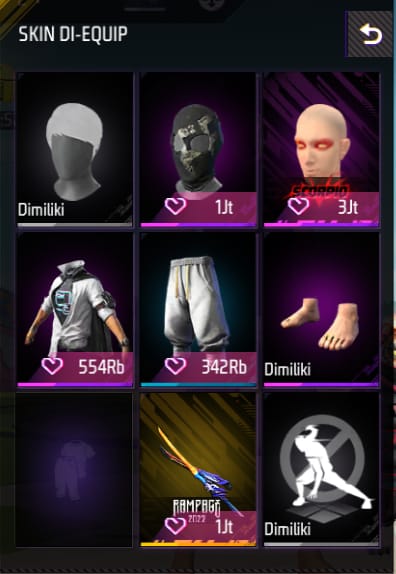 SKIN DI-EQUIP
Dimiliki
1Jt
SCORPIO
3Jt
554Rb
342Rb
Dimiliki
RAMPAGE
2022
1Jt
Dimiliki